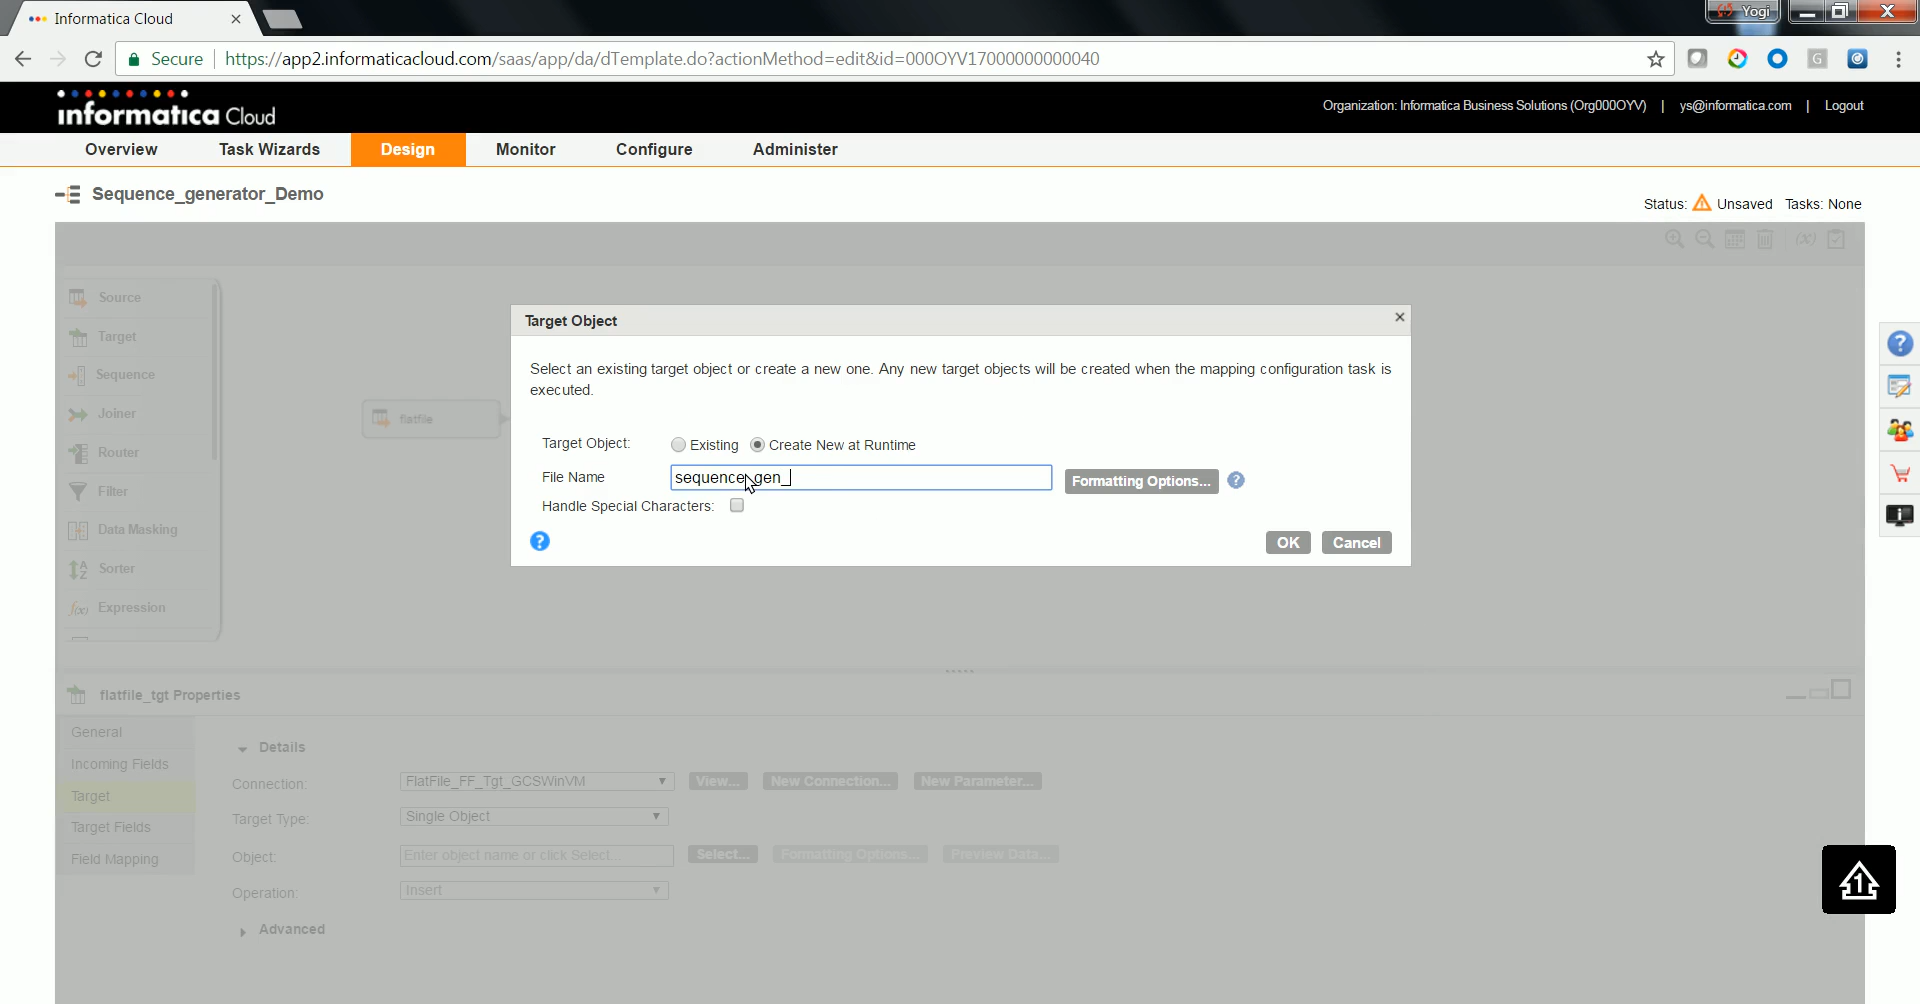 Informatica Cloud
Yogi
Secure
https://app2.informaticacloud.com/saas/app/da/dTemplate.do?actionMethod=edit&id=000OYV17000000000040
G
informatica Cloud
Organization: Informatica Business Solutions (Org000OYV) | ys@informatica.com | Logout
Overview Task Wizards Design Monitor Configure Administer
Sequence_generator_Demo
Status: Unsaved Tasks: None
Source
Target
Sequence
Joiner
Router
Filter
Data Masking
Sorter
f(x) Expression
flatfile
(x)
Target Object
Select an existing target object or create a new one. Any new target objects will be created when the mapping configuration task is
executed.
Target Object: Existing Create New at Runtime
File Name sequence_gen_ Formatting Options... ?
Handle Special Characters:
?
OK Cancel
?
flatfile_tgt Properties
General
Incoming Fields
Target
Target Fields
Field Mapping
Details
Connection: FlatFile_FF_Tgt_GCSWinVM View... New Connection... New Parameter...
Target Type: Single Object
Object: Enter object name or click Select... Select... Formatting Options... Preview Data...
Operation: Insert
Advanced
1